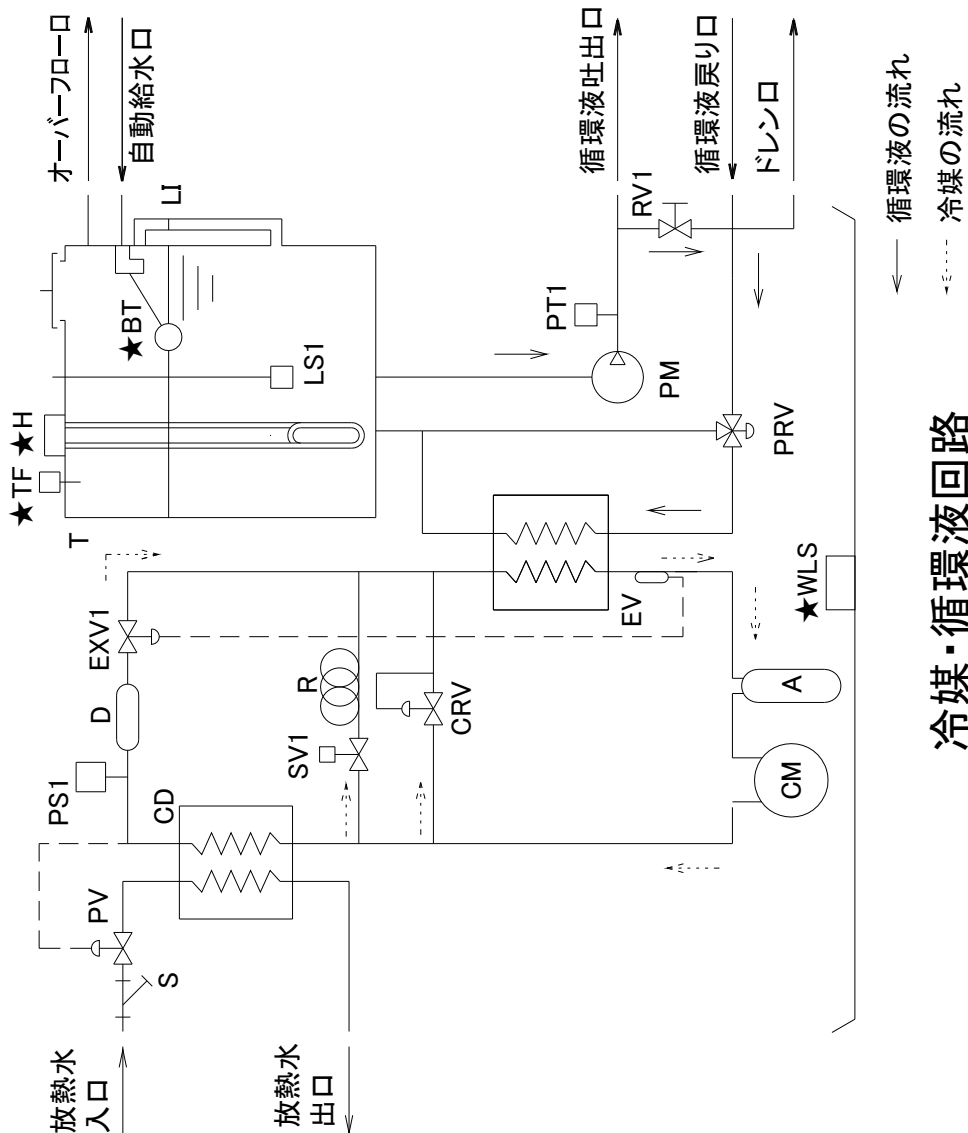 オーバーフロー口
自動給水口
循環液吐出口
循環液戻り口
ドレン口
循環液の流れ
冷媒の流れ
LI
RV1
★BT
LS1
PT1
PM
★H
★TF
T
PRV
EXV1
EV
★WLS
D
R
A
SV1
CRV
PS1
CD
CM
PV
S
放熱水
入口
放熱水
出口
冷媒・循環液回路